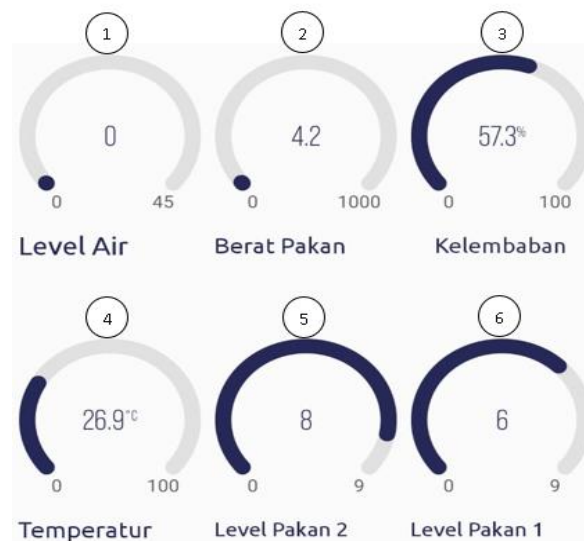 1 2 3
0 4.2 57.3%
0 45 0 1000 0 100
Level Air Berat Pakan Kelembaban
4 5 6
26.9°C 8 6
0 100 0 9 0 9
Temperatur Level Pakan 2 Level Pakan 1